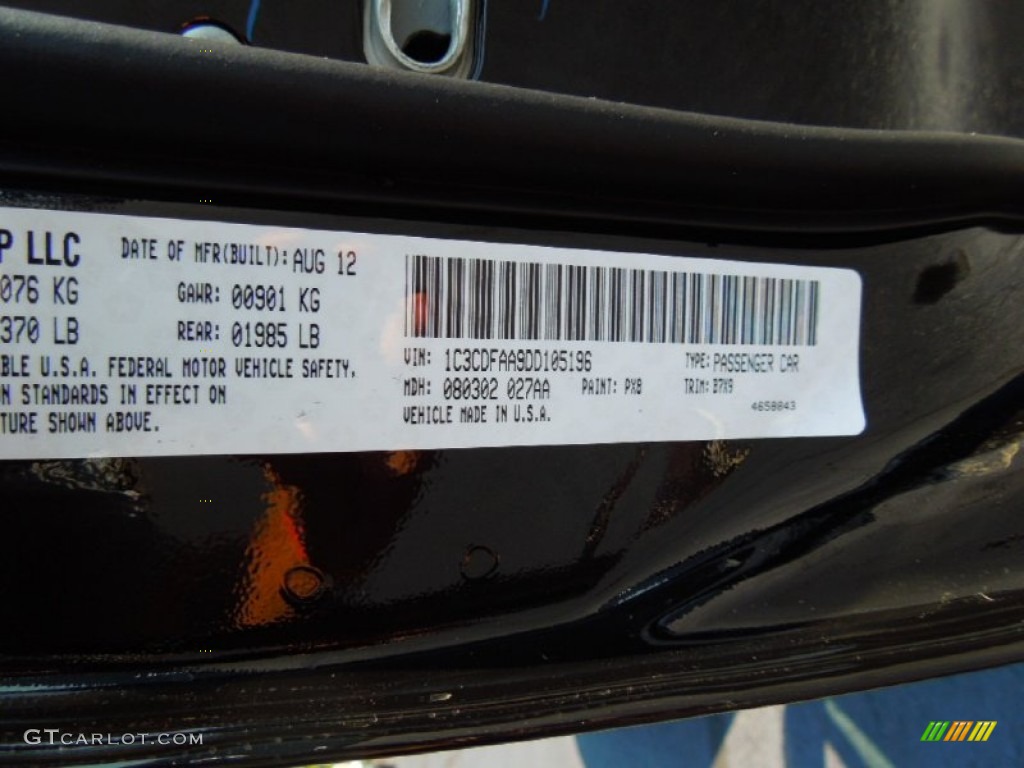 P LLC DATE OF MFR(BUILT): AUG 12
076 KG GAWR: 00901 KG
370 LB REAR: 01985 LB
BLE U.S.A. FEDERAL MOTOR VEHICLE SAFETY,
N STANDARDS IN EFFECT ON
TURE SHOWN ABOVE.
VIN: 1C3CDFAA9DD105196 TYPE: PASSENGER CAR
MDH: 080302 027AA PAINT: PX8 TRIM: B7X9
VEHICLE MADE IN U.S.A. 4658843
GTCARLOT.COM